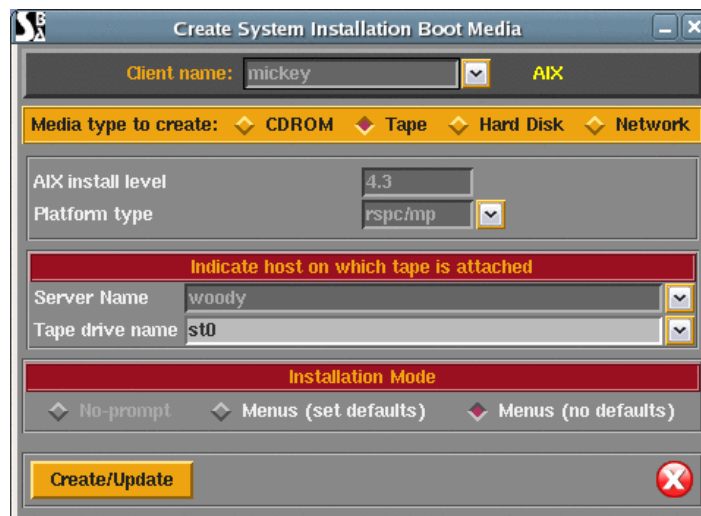 SBA Create System Installation Boot Media
Client name: mickey AIX
Media type to create: CDROM Tape Hard Disk Network
AIX install level 4.3
Platform type rspc/mp
Indicate host on which tape is attached
Server Name woody
Tape drive name st0
Installation Mode
No-prompt Menus (set defaults) Menus (no defaults)
Create/Update